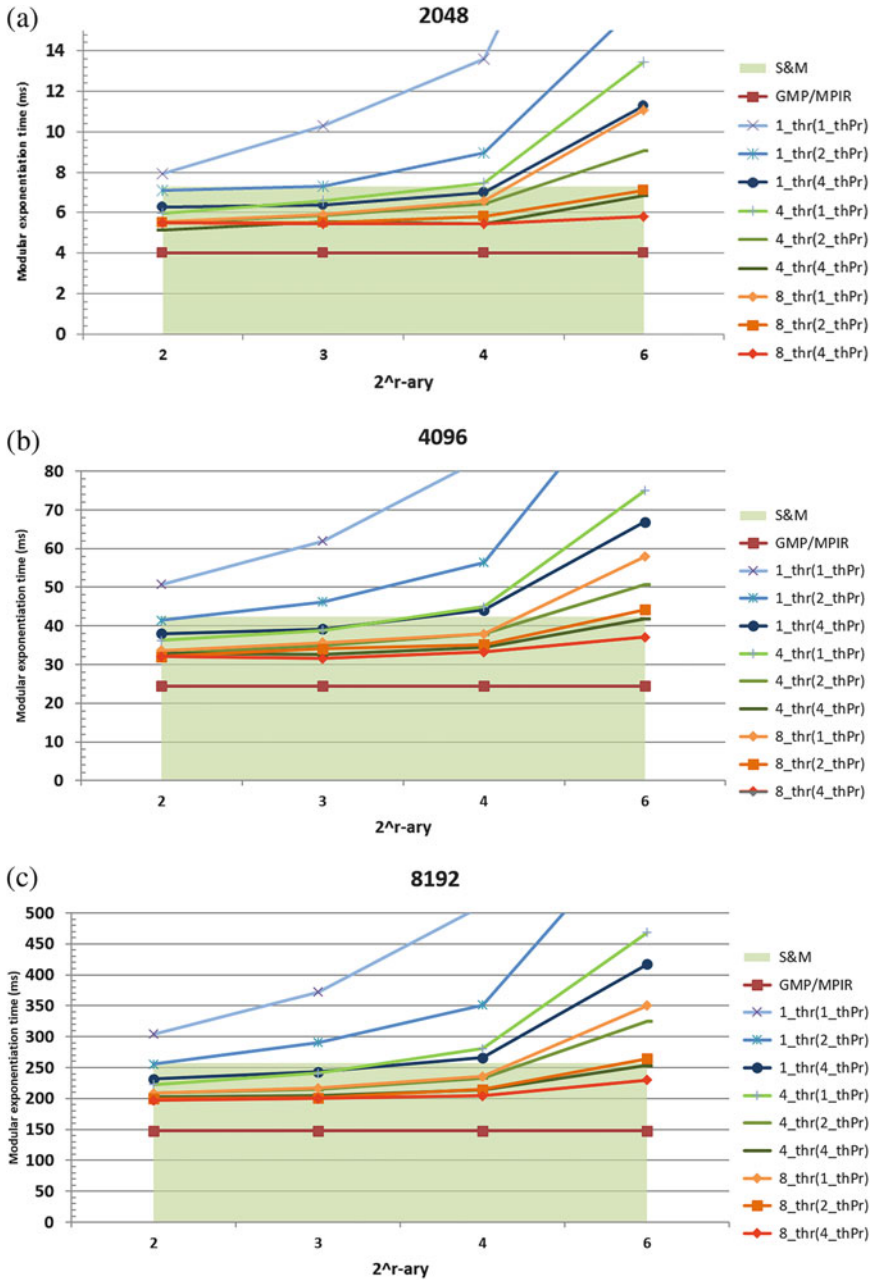 (a)
2048
Modular exponentiation time (ms)
14
12
10
8
6
4
2
0
2 3 4 6
2^r-ary
S&M
GMP/MPIR
1_thr(1_thPr)
1_thr(2_thPr)
1_thr(4_thPr)
4_thr(1_thPr)
4_thr(2_thPr)
4_thr(4_thPr)
8_thr(1_thPr)
8_thr(2_thPr)
8_thr(4_thPr)
(b)
4096
Modular exponentiation time (ms)
80
70
60
50
40
30
20
10
0
2 3 4 6
2^r-ary
S&M
GMP/MPIR
1_thr(1_thPr)
1_thr(2_thPr)
1_thr(4_thPr)
4_thr(1_thPr)
4_thr(2_thPr)
4_thr(4_thPr)
8_thr(1_thPr)
8_thr(2_thPr)
8_thr(4_thPr)
(c)
8192
Modular exponentiation time (ms)
500
450
400
350
300
250
200
150
100
50
0
2 3 4 6
2^r-ary
S&M
GMP/MPIR
1_thr(1_thPr)
1_thr(2_thPr)
1_thr(4_thPr)
4_thr(1_thPr)
4_thr(2_thPr)
4_thr(4_thPr)
8_thr(1_thPr)
8_thr(2_thPr)
8_thr(4_thPr)